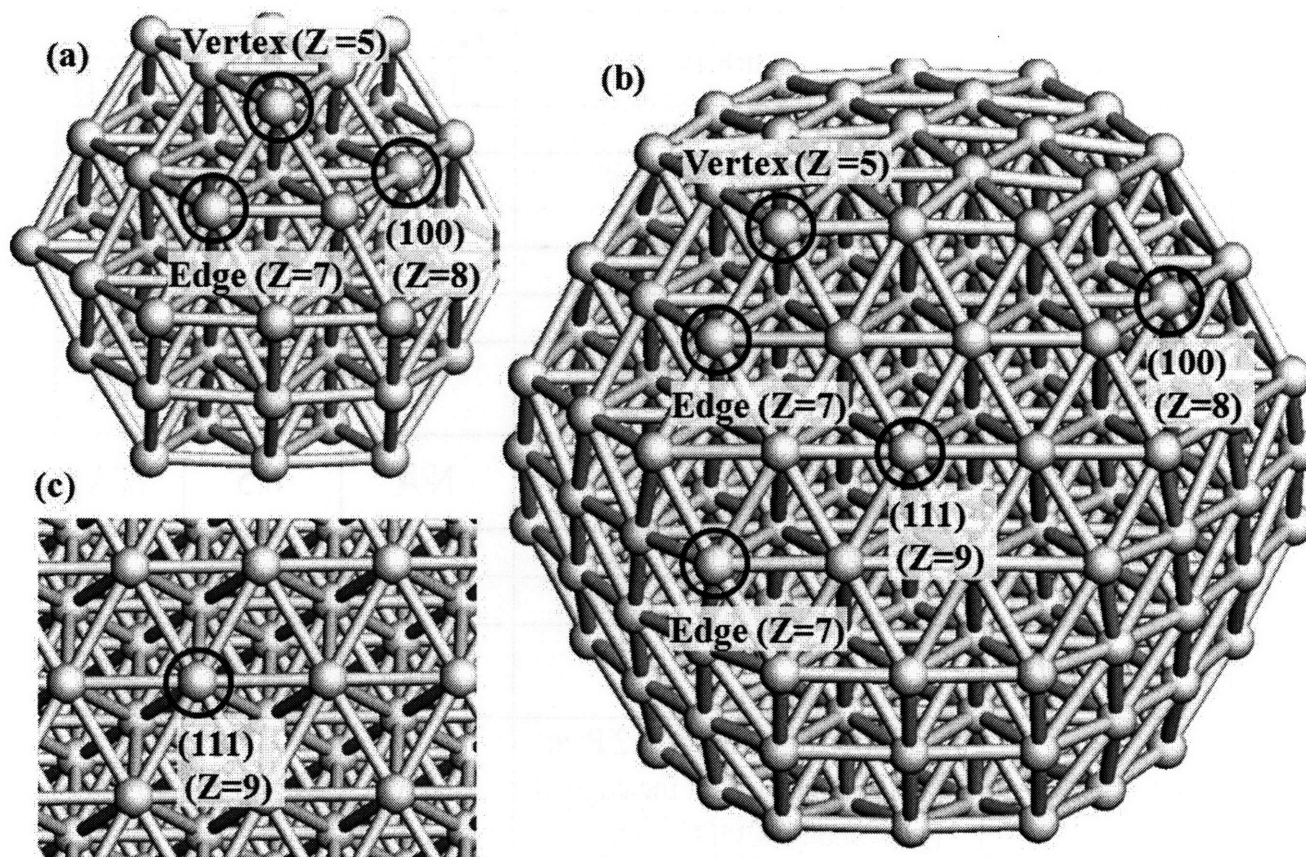 (a)
Vertex (Z =5)
(100)
(Z=8)
Edge (Z=7)
(b)
Vertex (Z =5)
(100)
(Z=8)
Edge (Z=7)
(111)
(Z=9)
Edge (Z=7)
(c)
(111)
(Z=9)